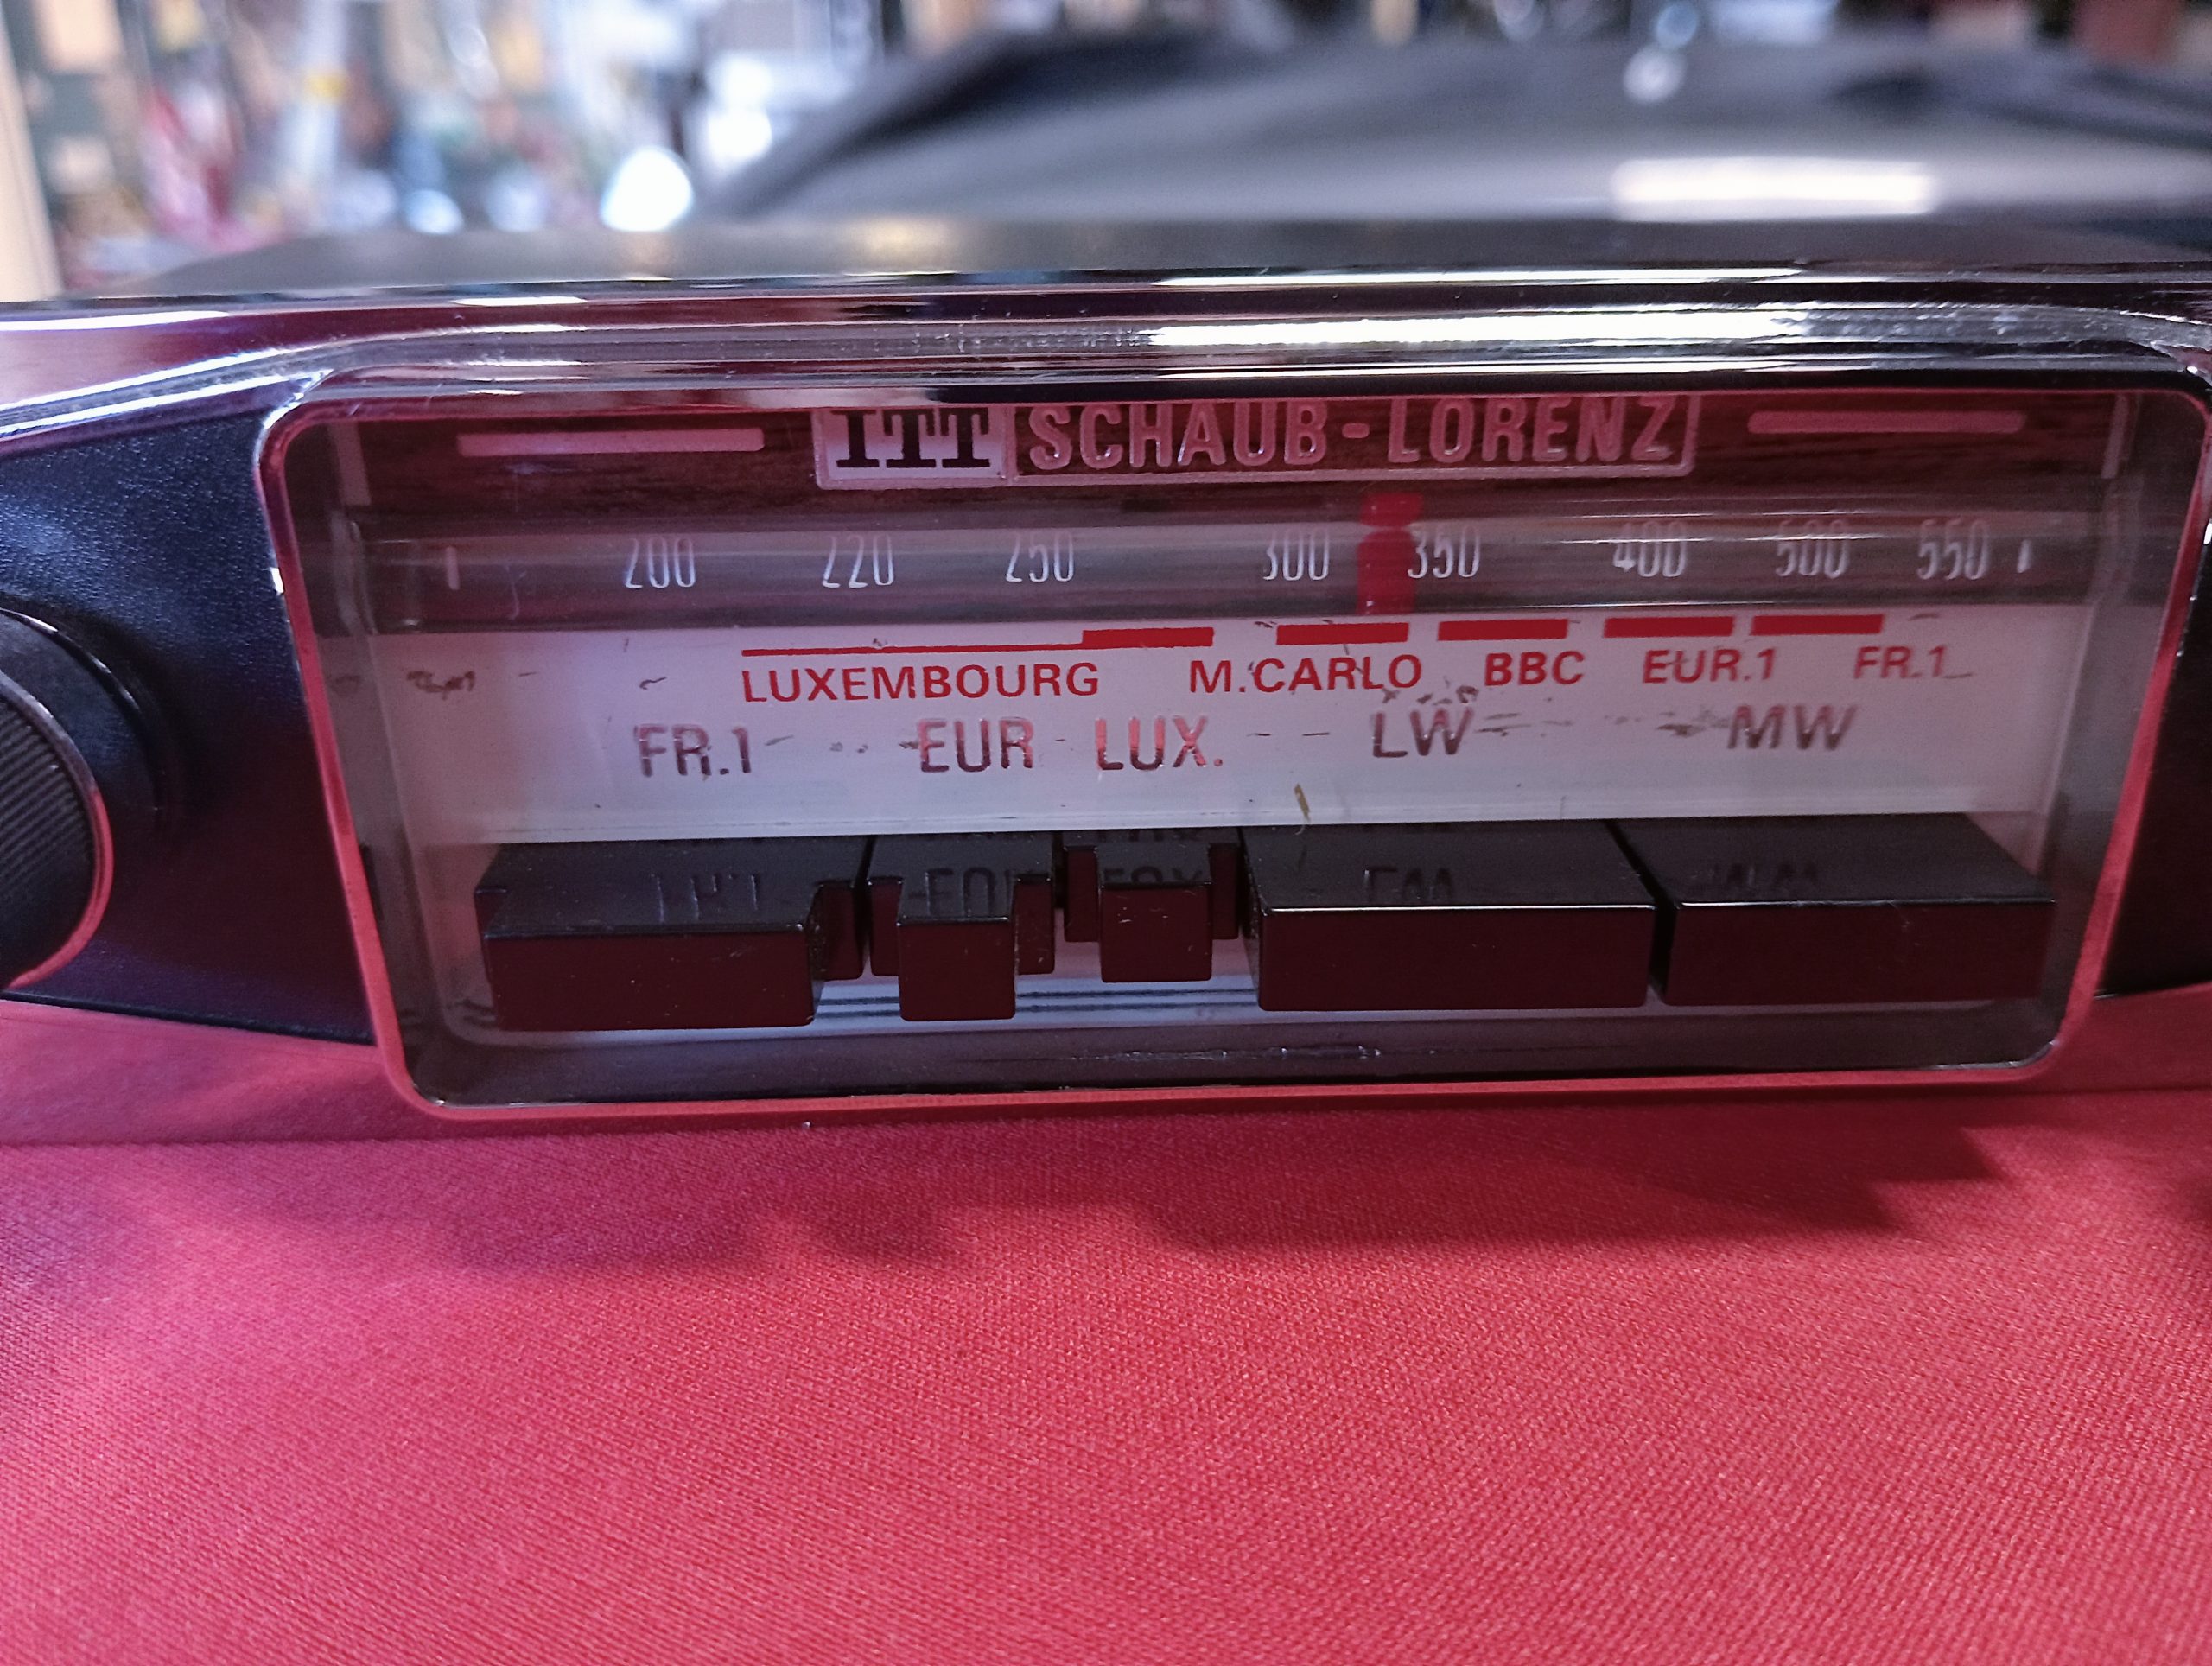 ITT SCHAUB-LORENZ
200 220 250 300 350 400 500 550
LUXEMBOURG M.CARLO BBC EUR.1 FR.1
FR.1 EUR LUX. LW MW